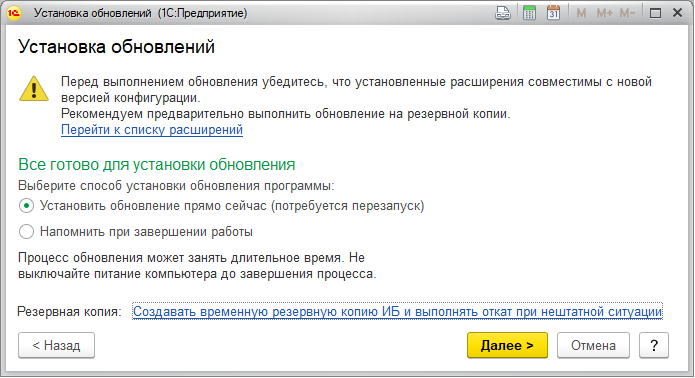 Установка обновлений (1С:Предприятие)
31
M M+ M-
Установка обновлений
Перед выполнением обновления убедитесь, что установленные расширения совместимы с новой
версией конфигурации.
Рекомендуем предварительно выполнить обновление на резервной копии.
Перейти к списку расширений
Все готово для установки обновления
Выберите способ установки обновления программы:
Установить обновление прямо сейчас (потребуется перезапуск)
Напомнить при завершении работы
Процесс обновления может занять длительное время. Не
выключайте питание компьютера до завершения процесса.
Резервная копия: Создавать временную резервную копию ИБ и выполнять откат при нештатной ситуации
< Назад Далее > Отмена ?